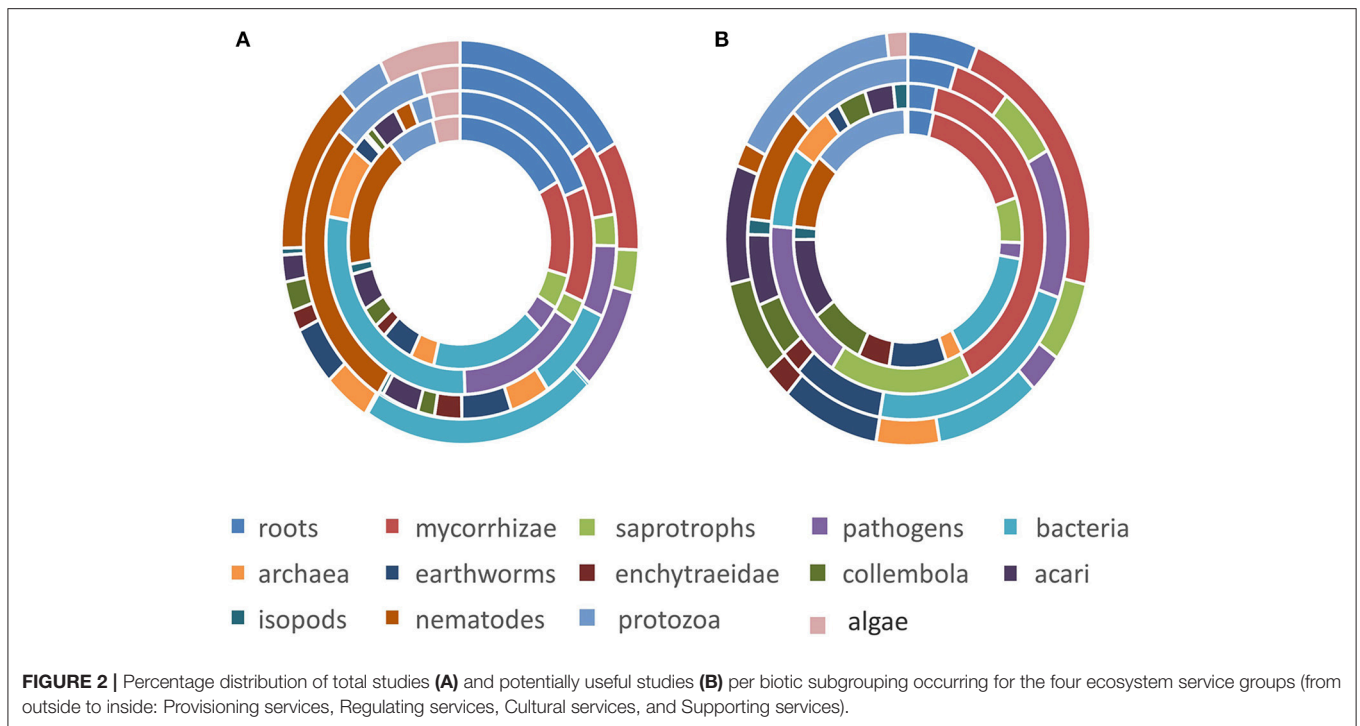 A
B
roots mycorrhizae saprotrophs pathogens bacteria
archaea earthworms enchytraeidae collembola acari
isopods nematodes protozoa algae
FIGURE 2 | Percentage distribution of total studies (A) and potentially useful studies (B) per biotic subgrouping occurring for the four ecosystem service groups (from
outside to inside: Provisioning services, Regulating services, Cultural services, and Supporting services).